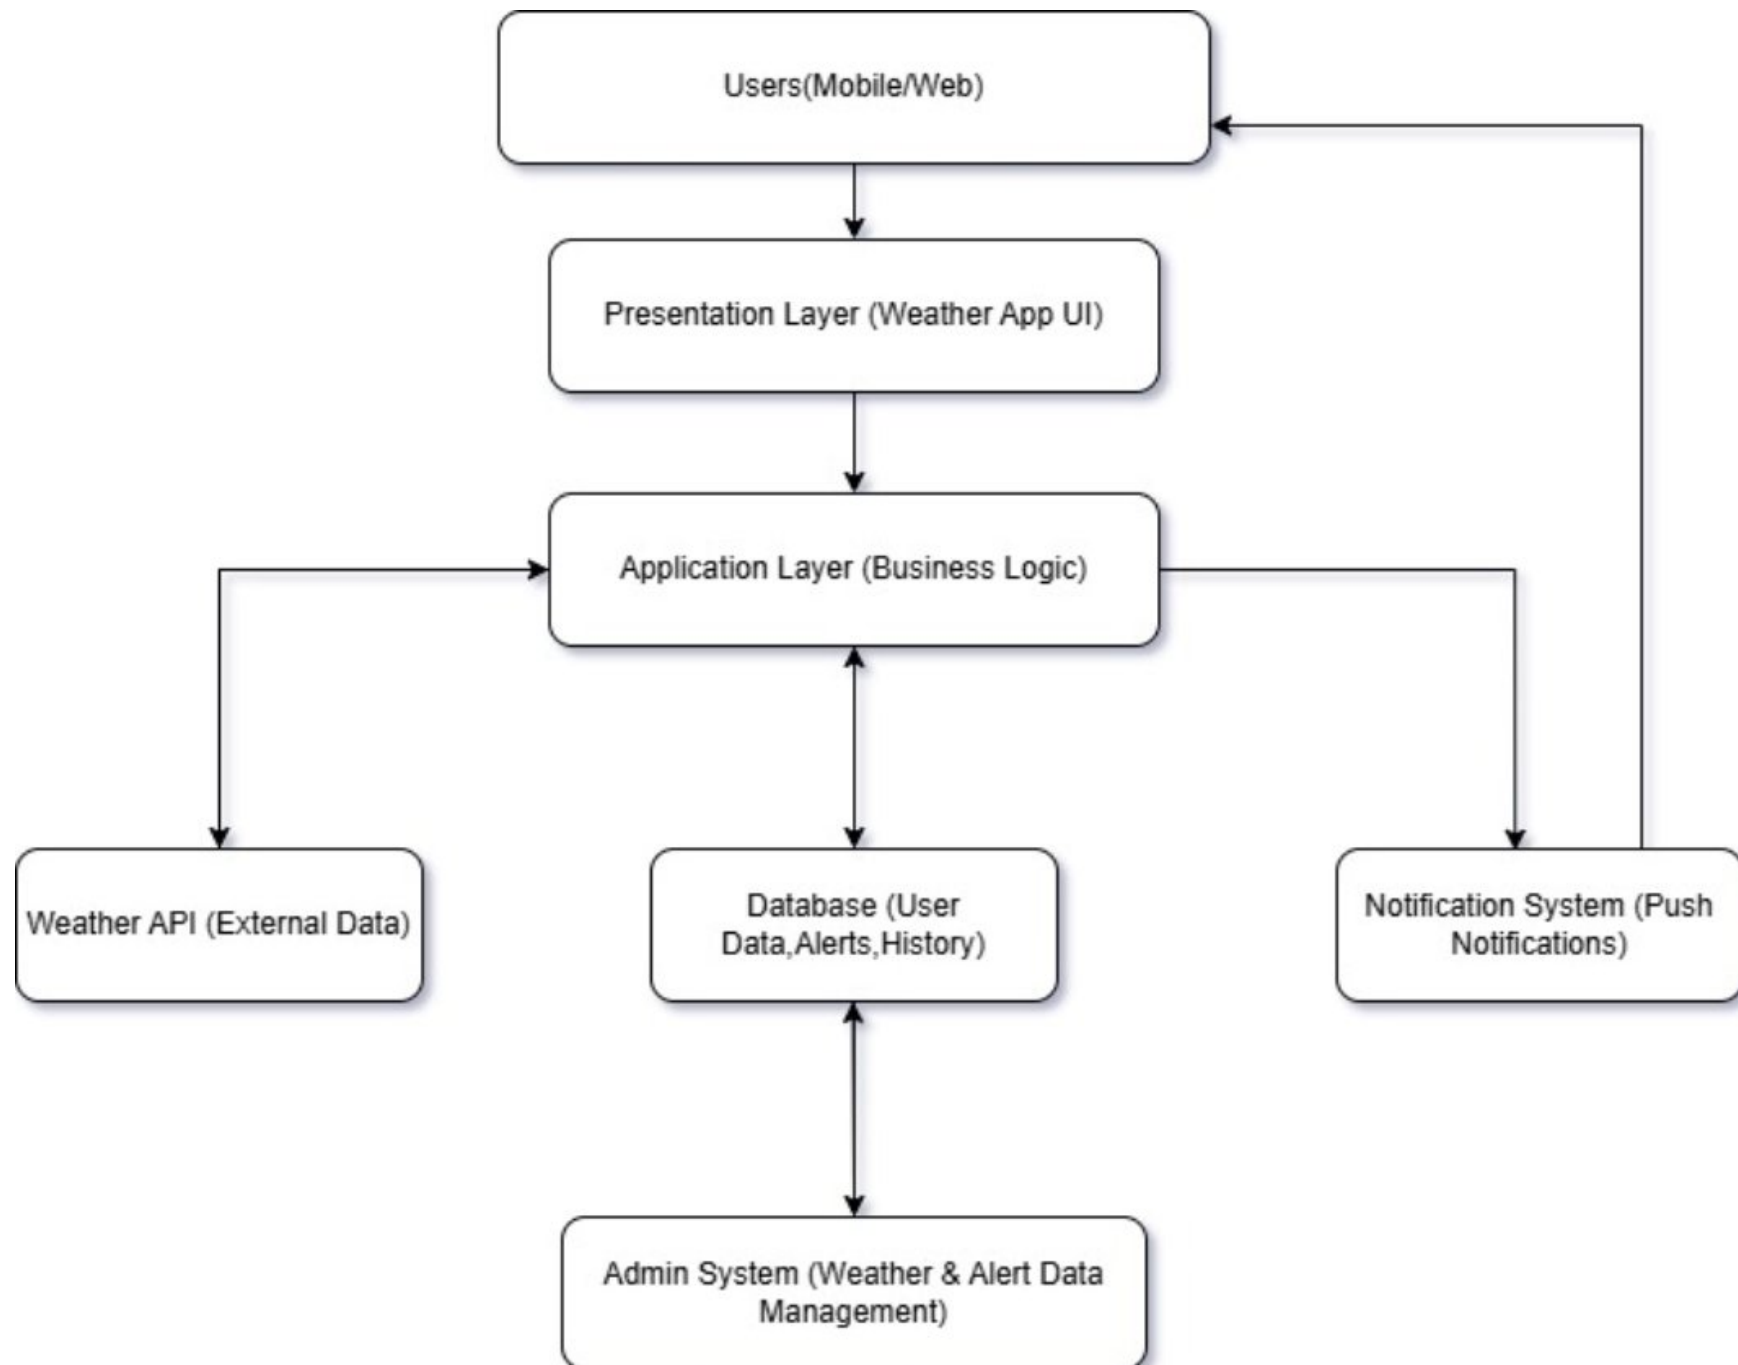 Users(Mobile/Web)
Presentation Layer (Weather App UI)
Application Layer (Business Logic)
Weather API (External Data)
Database (User
Data,Alerts,History)
Notification System (Push
Notifications)
Admin System (Weather & Alert Data
Management)